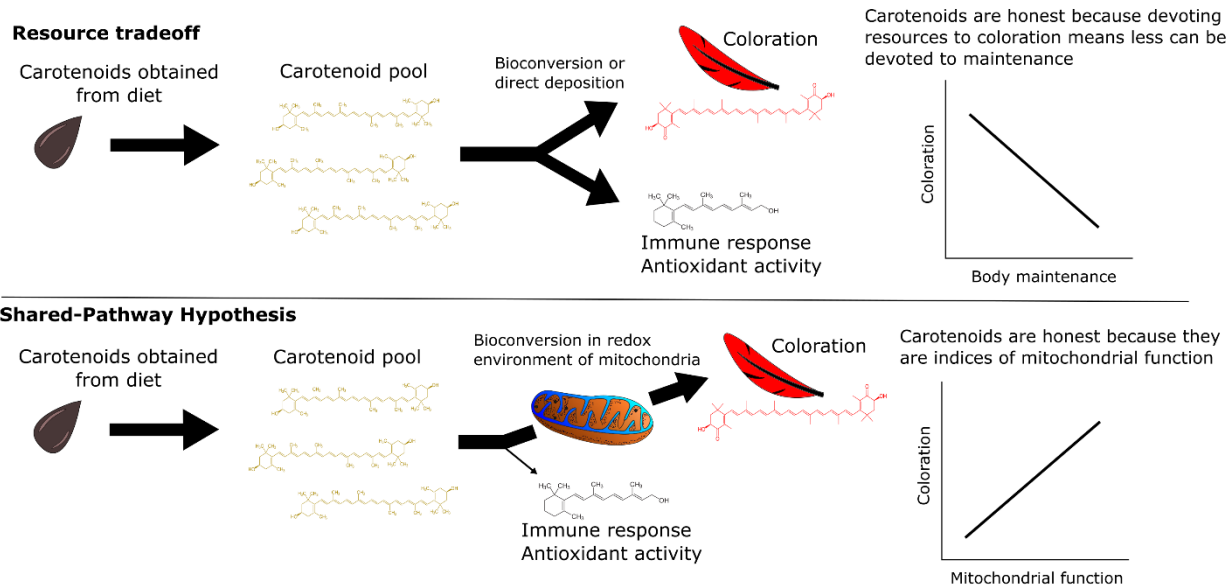 Resource tradeoff
Carotenoids obtained
from diet
Carotenoid pool
Bioconversion or
direct deposition
Coloration
Immune response
Antioxidant activity
Carotenoids are honest because devoting
resources to coloration means less can be
devoted to maintenance
Coloration
Body maintenance
Shared-Pathway Hypothesis
Carotenoids obtained
from diet
Carotenoid pool
Bioconversion in redox
environment of mitochondria
Coloration
Immune response
Antioxidant activity
Carotenoids are honest because they
are indices of mitochondrial function
Coloration
Mitochondrial function